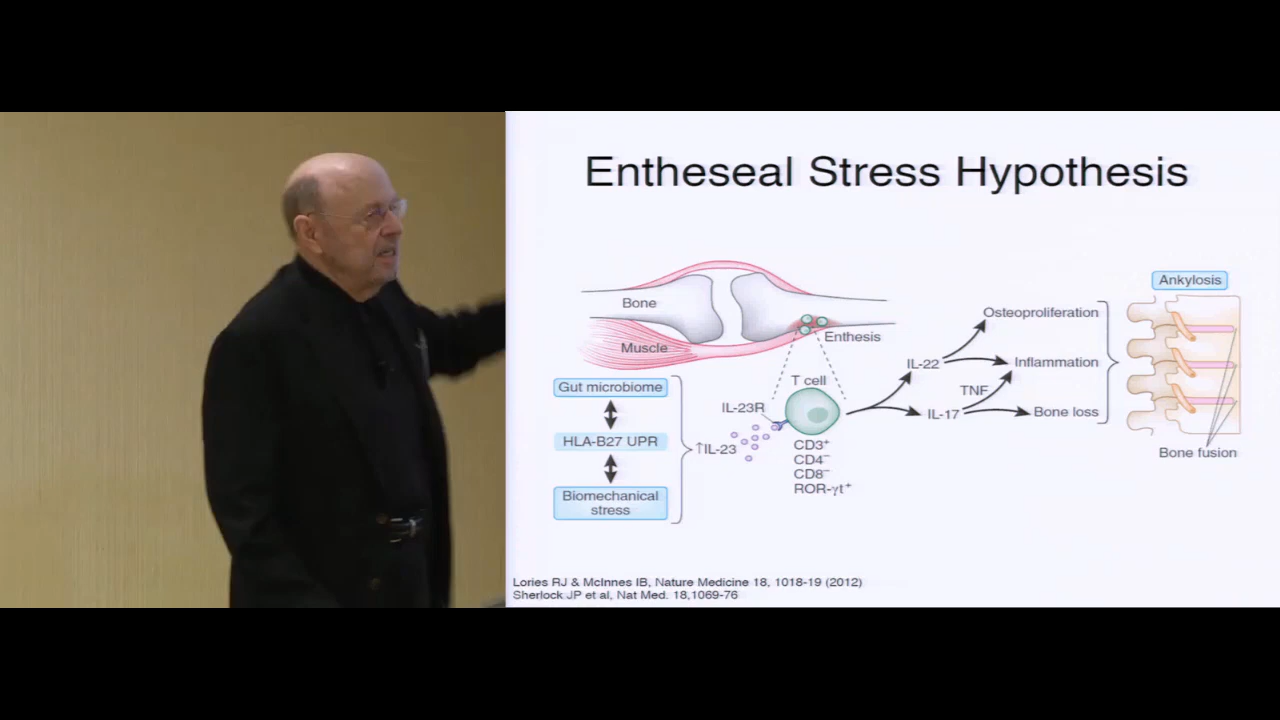 Entheseal Stress Hypothesis
Bone
Muscle
Enthesis
Gut microbiome
HLA-B27 UPR
Biomechanical
stress
↑IL-23
IL-23R
T cell
CD3⁺
CD4⁻
CD8⁻
ROR-γt⁺
IL-22
IL-17
TNF
Osteoproliferation
Inflammation
Bone loss
Ankylosis
Bone fusion
Lories RJ & McInnes IB, Nature Medicine 18, 1018-19 (2012)
Sherlock JP et al, Nat Med. 18,1069-76